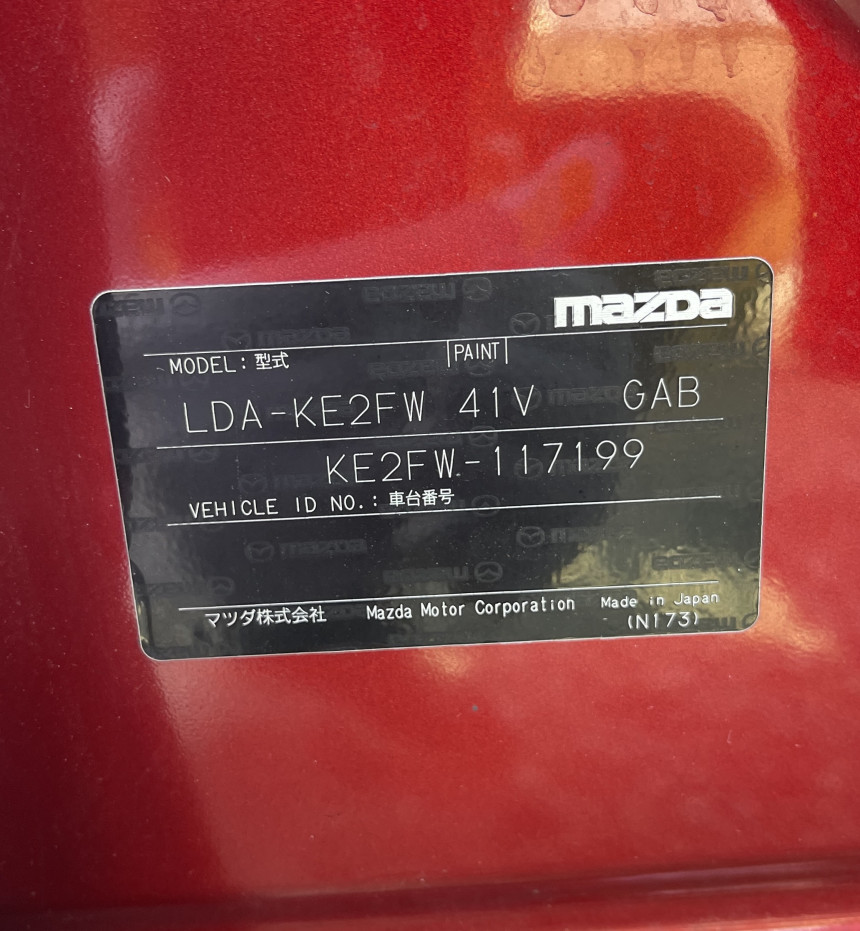 mazda
MODEL: 型式 PAINT
LDA-KE2FW 41V GAB
KE2FW-117199
VEHICLE ID NO.: 車台番号
マツダ株式会社 Mazda Motor Corporation Made in Japan
(N173)